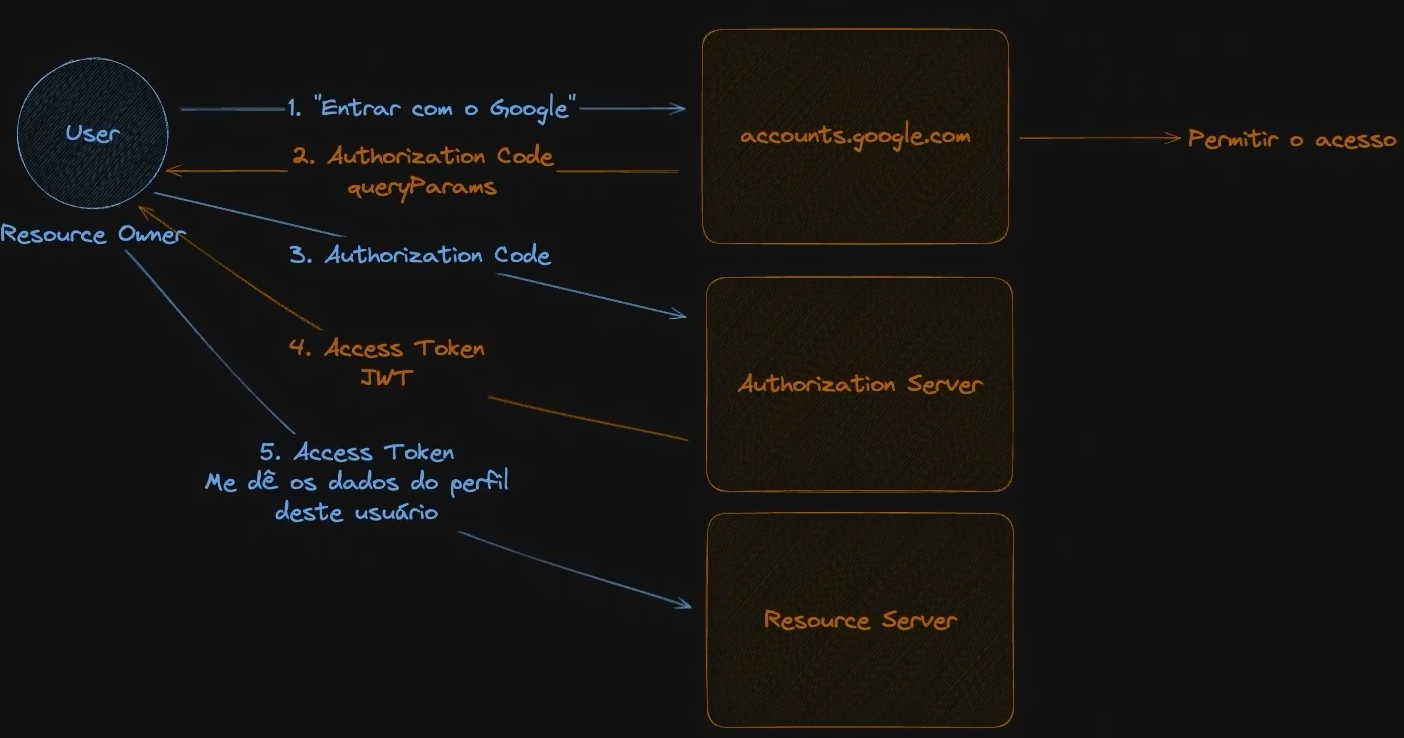 User
Resource Owner
1. "Entrar com o Google"
2. Authorization Code
queryParams
3. Authorization Code
4. Access Token
JWT
5. Access Token
Me dê os dados do perfil
deste usuário
accounts.google.com
Permitir o acesso
Authorization Server
Resource Server